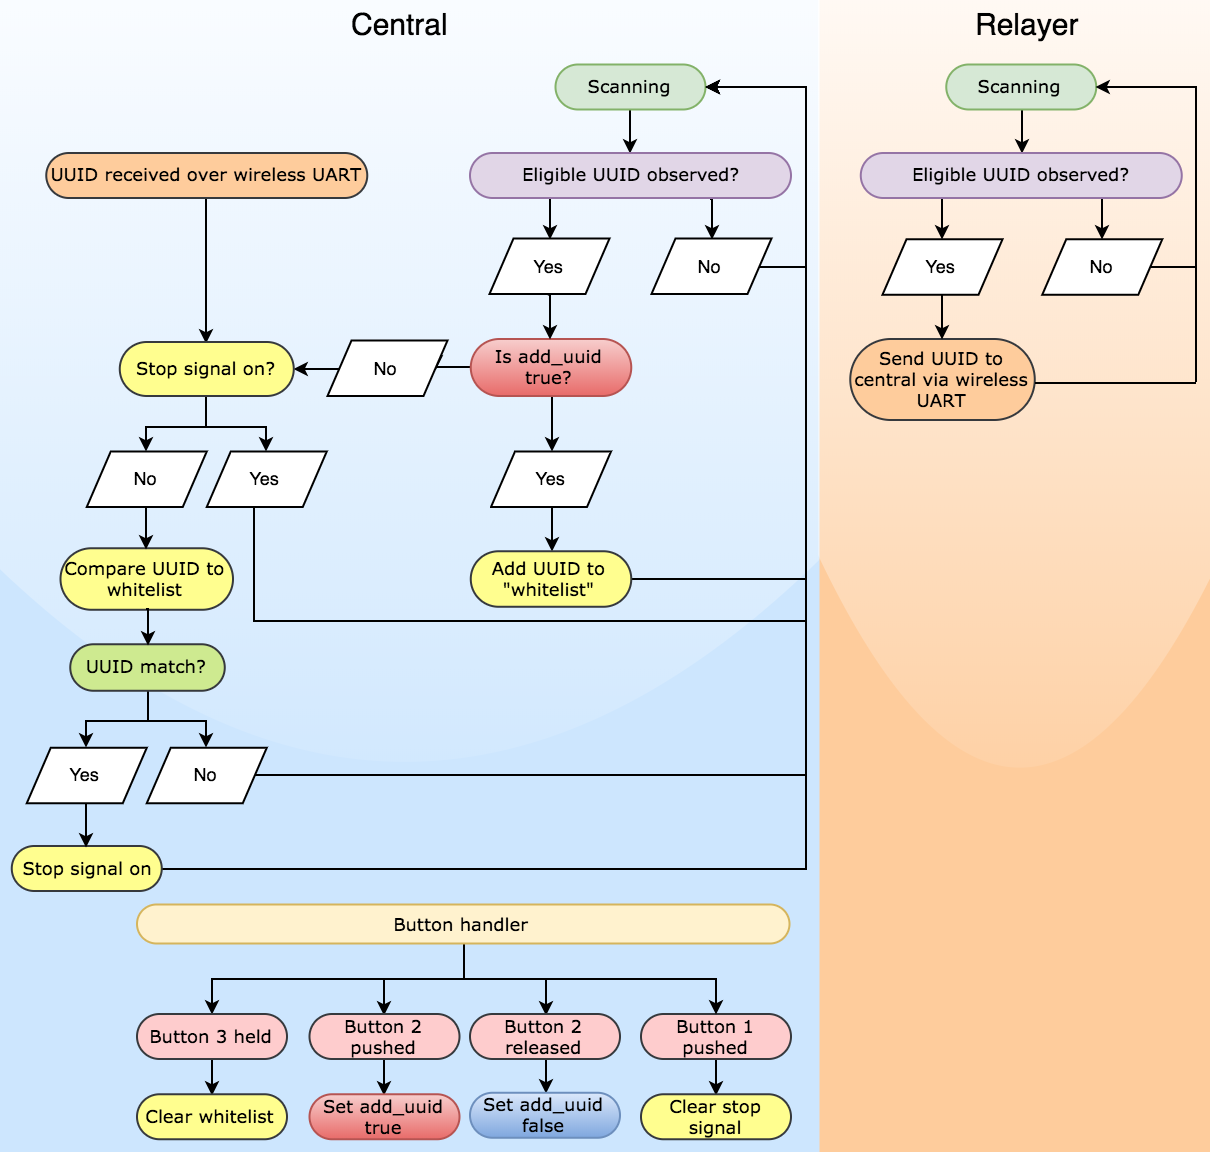 Central
Relayer
Scanning
Scanning
UUID received over wireless UART
Eligible UUID observed?
Eligible UUID observed?
Yes
No
Yes
No
Stop signal on?
No
Is add_uuid
true?
Send UUID to
central via wireless
UART
No
Yes
Yes
Compare UUID to
whitelist
Add UUID to
"whitelist"
UUID match?
Yes
No
Stop signal on
Button handler
Button 3 held
Button 2
pushed
Button 2
released
Button 1
pushed
Clear whitelist
Set add_uuid
true
Set add_uuid
false
Clear stop
signal